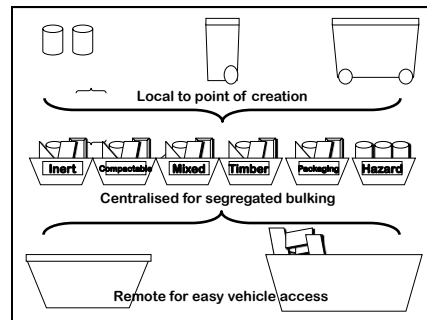 Local to point of creation
Inert Compactable Mixed Timber Packaging Hazard
Centralised for segregated bulking
Remote for easy vehicle access